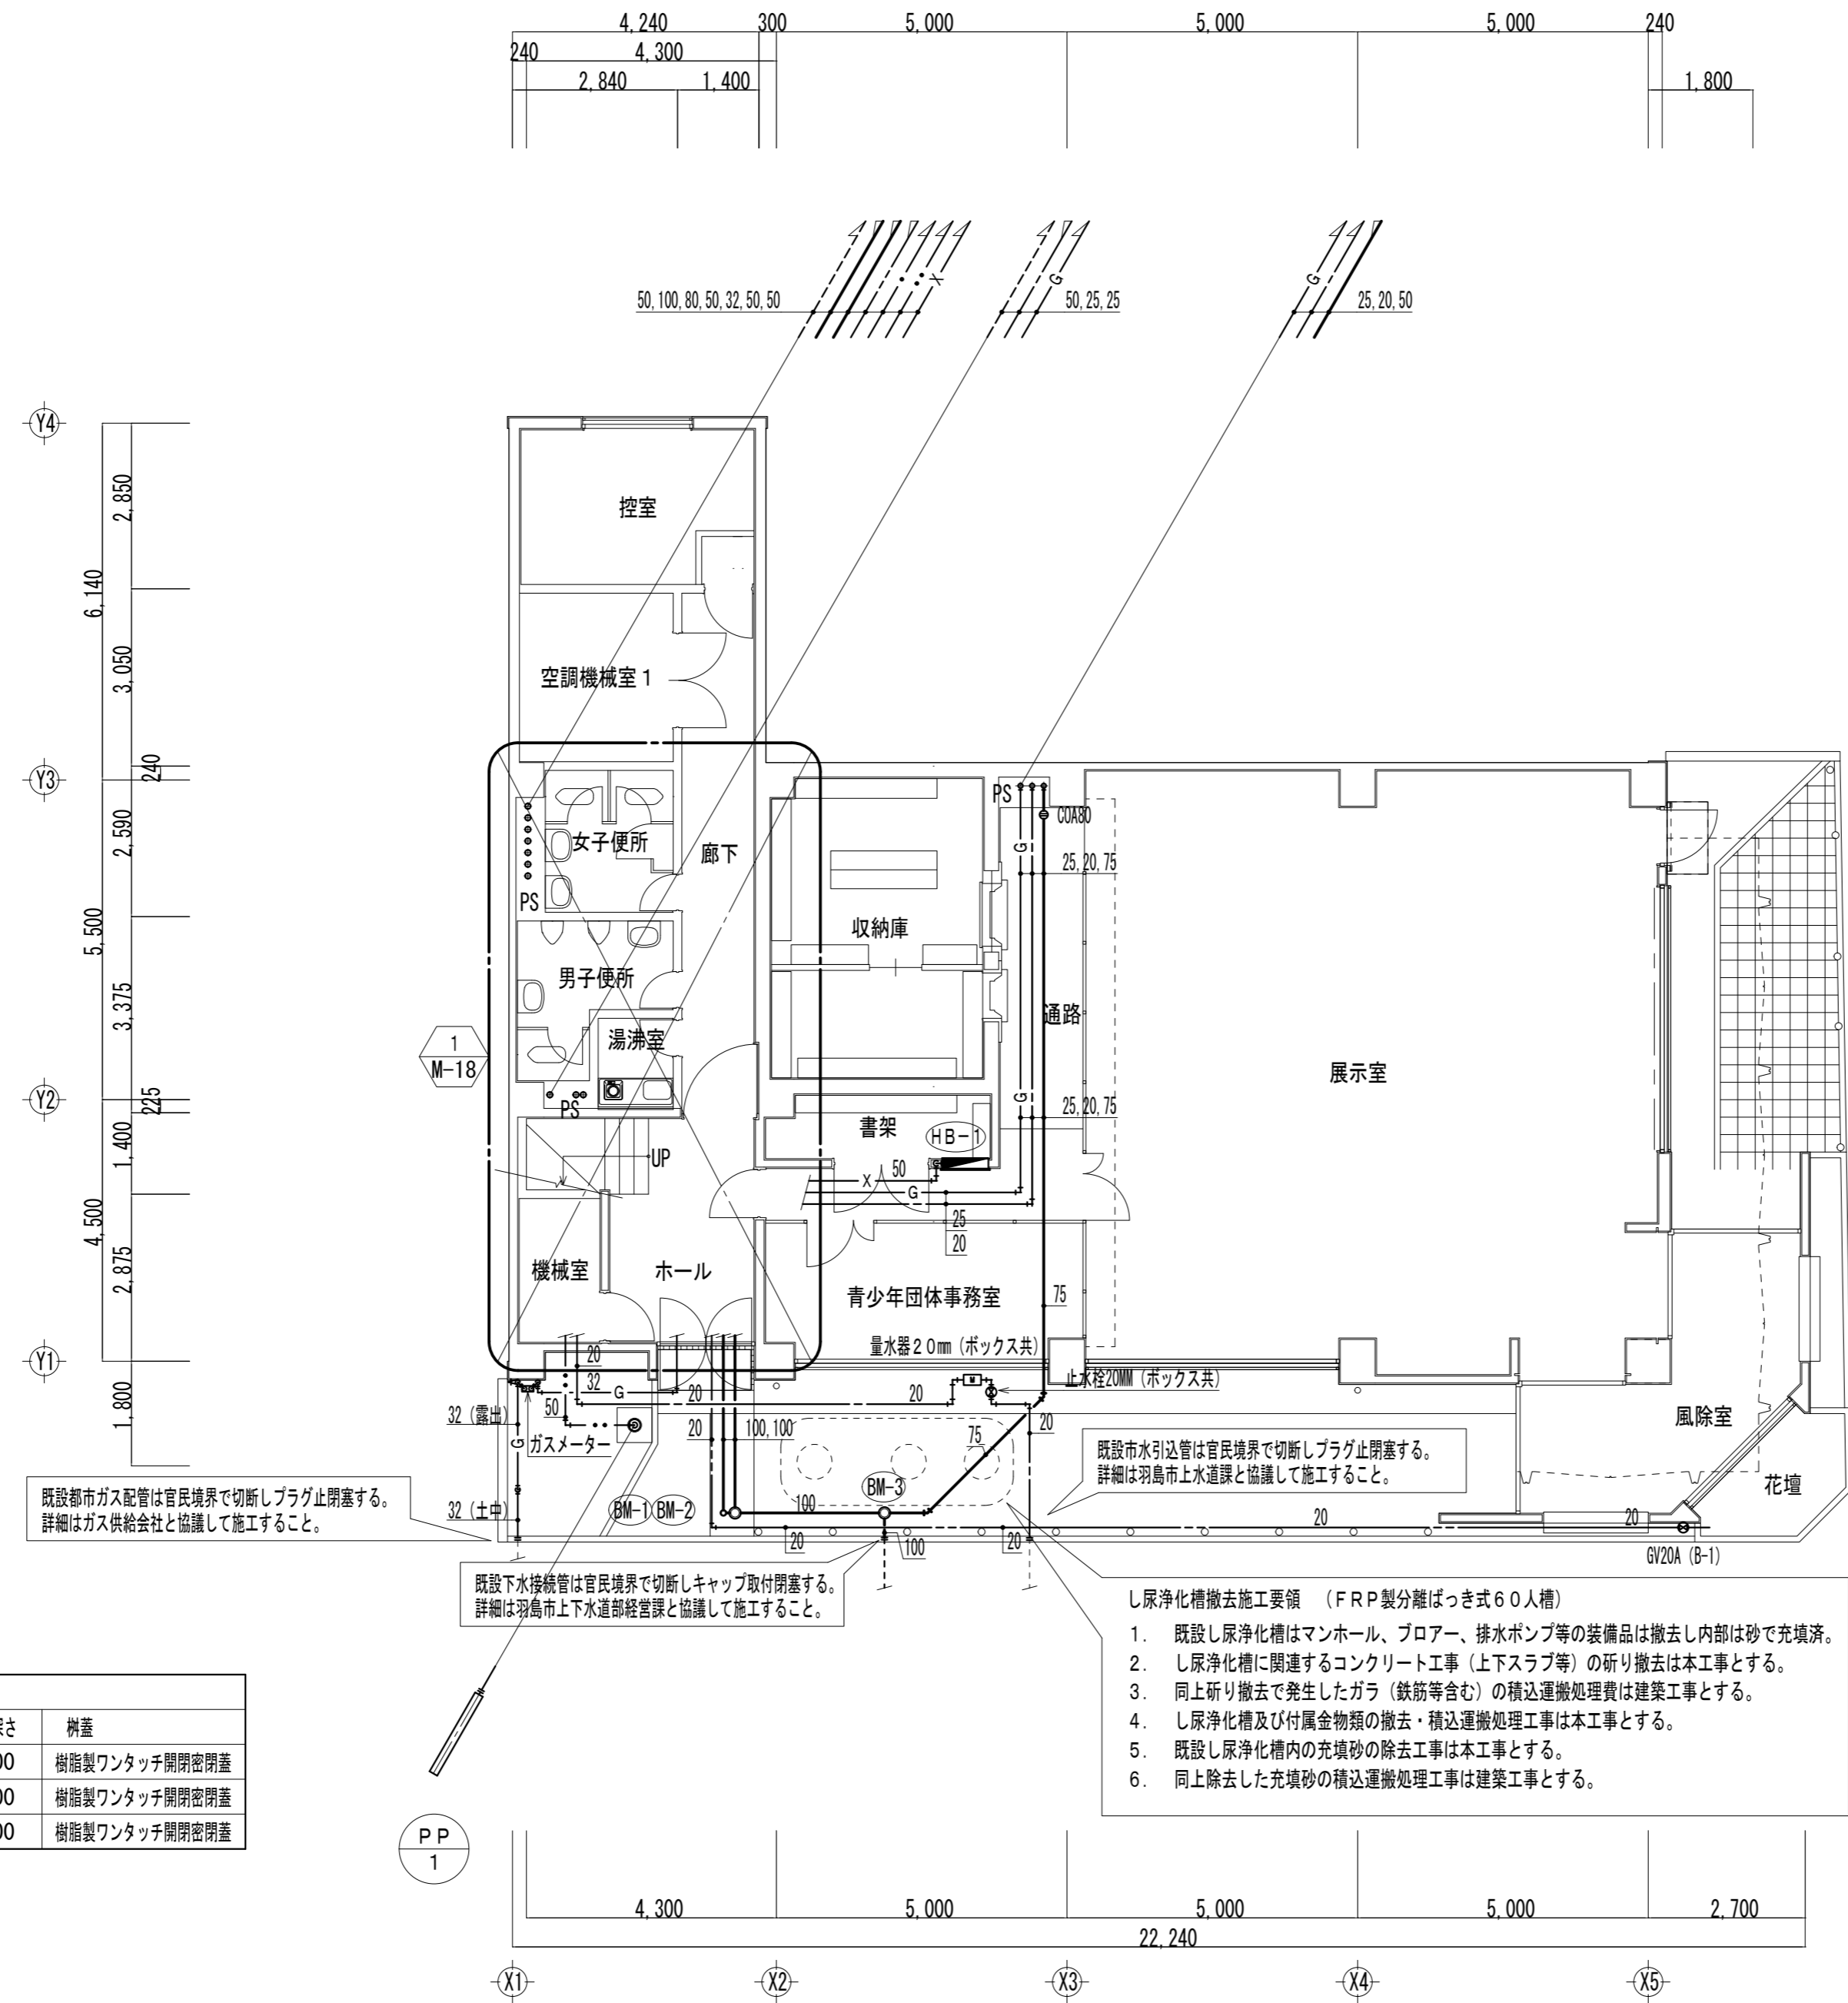 4,240 300 5,000 5,000 5,000 240
240 4,300
2,840 1,400 1,800
50,100,80,50,32,50,50
X
G
50,25,25
G
25,20,50
Y4
Y3
Y2
Y1
2,850
6,140
3,050
240
2,590
5,500
3,375
225
1,400
4,500
2,875
1,800
控室
空調機械室1
女子便所
廊下
PS
男子便所
湯沸室
PS
1
M-18
UP
機械室
ホール
収納庫
PS
COA80
G
25,20,75
通路
展示室
G
25,20,75
書架
HB-1
50
X
G
25
20
青少年団体事務室
75
量水器20mm(ボックス共)
止水栓20MM(ボックス共)
M
20
32
G
20
20
50
32(露出)
G
ガスメーター
20
100,100
75
20
32(土中)
BM-1
BM-2
BM-3
100
100
20
20
20
20
風除室
花壇
GV20A (B-1)
既設都市ガス配管は官民境界で切断しプラグ止閉塞する。
詳細はガス供給会社と協議して施工すること。
既設市水引込管は官民境界で切断しプラグ止閉塞する。
詳細は羽島市上水道課と協議して施工すること。
既設下水接続管は官民境界で切断しキャップ取付閉塞する。
詳細は羽島市上下水道部経営課と協議して施工すること。
し尿浄化槽撤去施工要領 (FRP製分離ばっき式60人槽)
1. 既設し尿浄化槽はマンホール、ブロアー、排水ポンプ等の装備品は撤去し内部は砂で充填済。
2. し尿浄化槽に関連するコンクリート工事(上下スラブ等)の斫り撤去は本工事とする。
3. 同上斫り撤去で発生したガラ(鉄筋等含む)の積込運搬処理費は建築工事とする。
4. し尿浄化槽及び付属金物類の撤去・積込運搬処理工事は本工事とする。
5. 既設し尿浄化槽内の充填砂の除去工事は本工事とする。
6. 同上除去した充填砂の積込運搬処理工事は建築工事とする。
さ 桝蓋
00 樹脂製ワンタッチ開閉密閉蓋
00 樹脂製ワンタッチ開閉密閉蓋
00 樹脂製ワンタッチ開閉密閉蓋
PP
1
4,300 5,000 5,000 5,000 2,700
22,240
X1 X2 X3 X4 X5